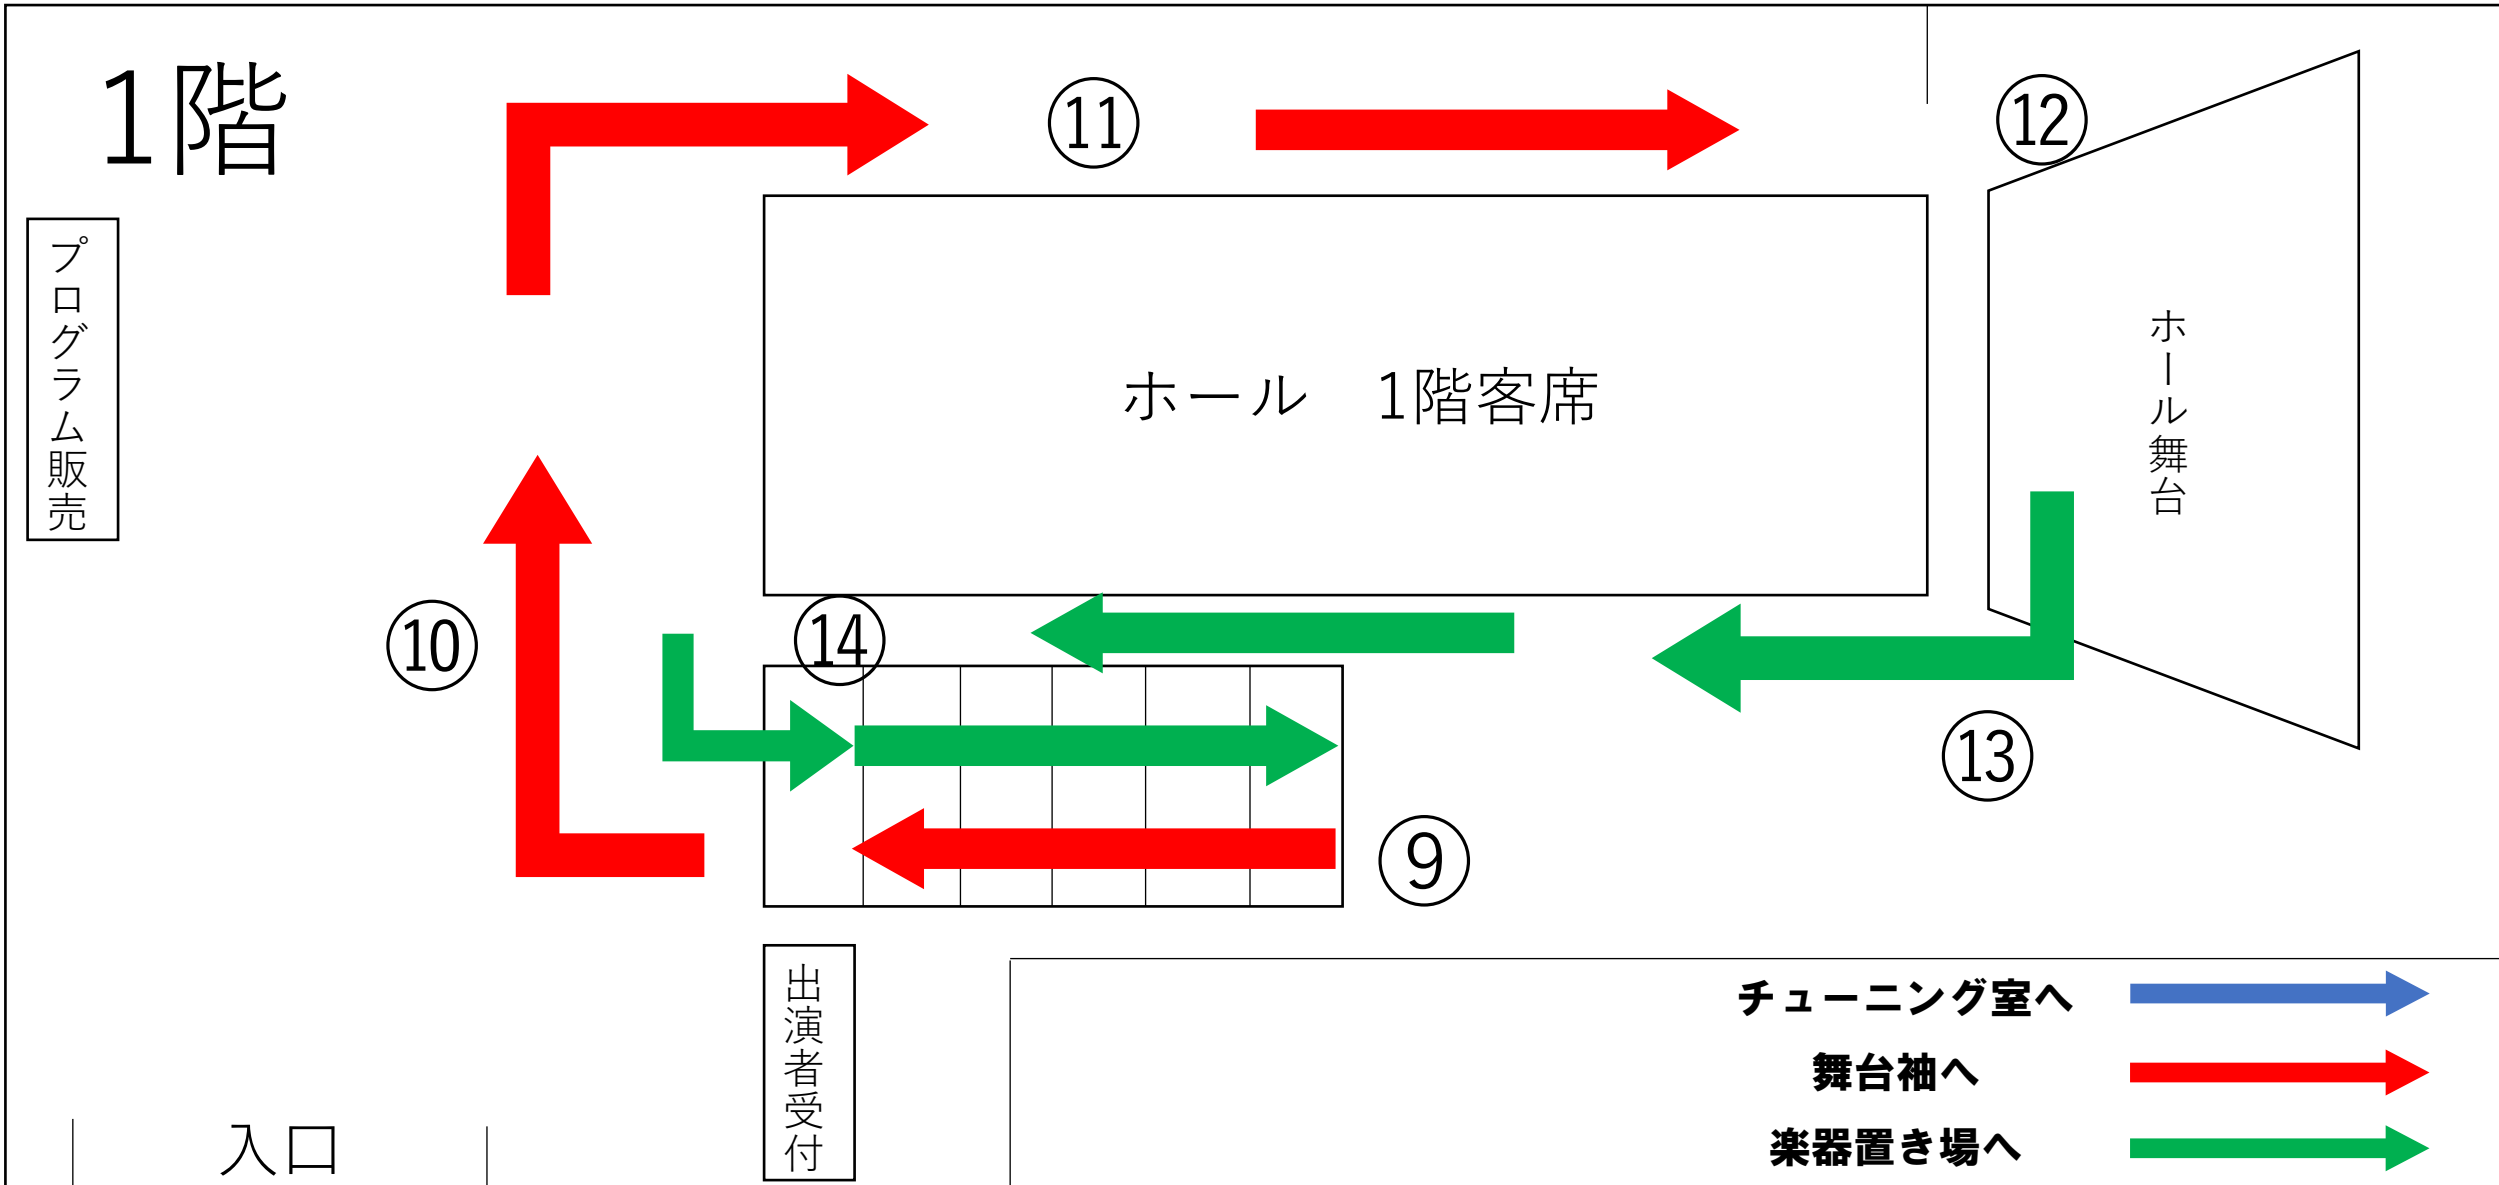 1階
⑪
⑫
プログラム販売
ホール　1階客席
ホール舞台
⑩
⑭
⑬
⑨
出演者受付
入口
チューニング室へ
舞台袖へ
楽器置き場へ